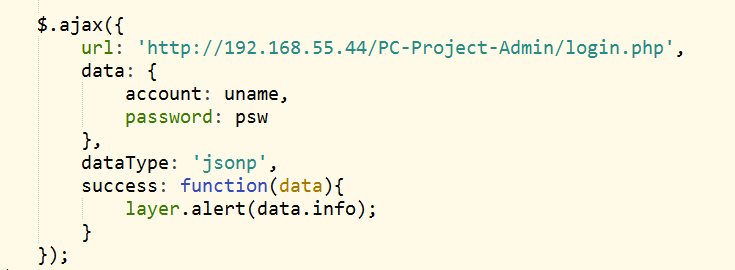 $.ajax({
url: 'http://192.168.55.44/PC-Project-Admin/login.php',
data: {
account: uname,
password: psw
},
dataType: 'jsonp',
success: function(data){
layer.alert(data.info);
}
});